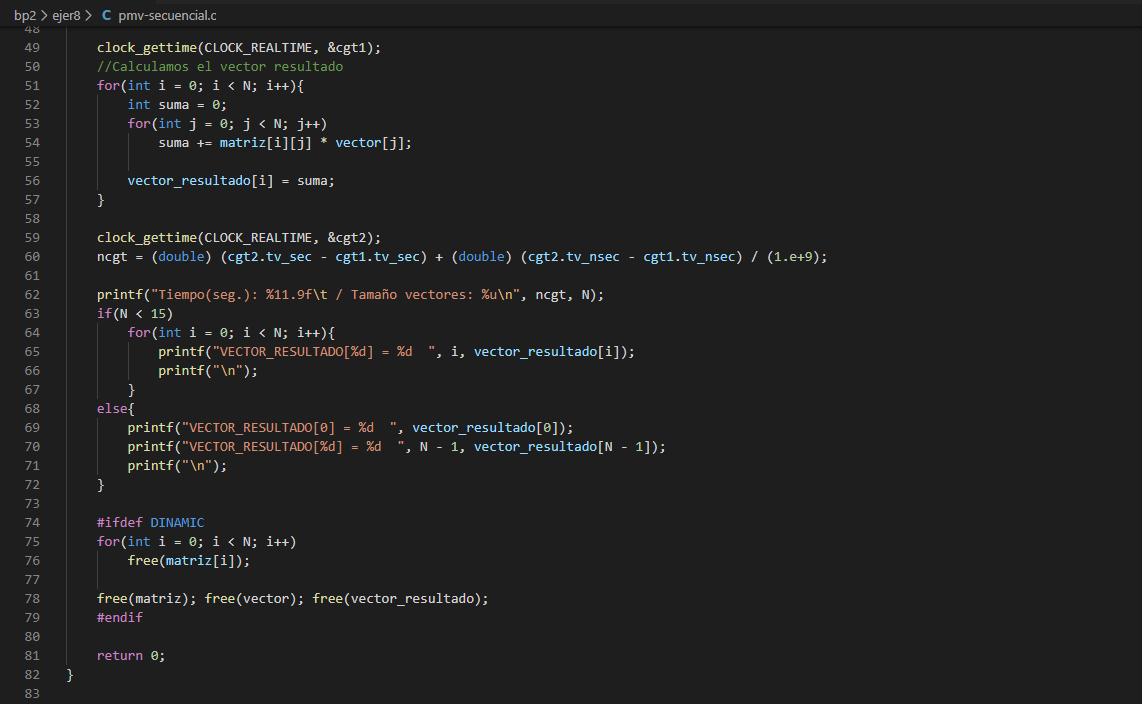 bp2 > ejer8 > C pmv-secuencial.c
48
49 clock_gettime(CLOCK_REALTIME, &cgt1);
50 //Calculamos el vector resultado
51 for(int i = 0; i < N; i++){
52 int suma = 0;
53 for(int j = 0; j < N; j++)
54 suma += matriz[i][j] * vector[j];
55
56 vector_resultado[i] = suma;
57 }
58
59 clock_gettime(CLOCK_REALTIME, &cgt2);
60 ncgt = (double) (cgt2.tv_sec - cgt1.tv_sec) + (double) (cgt2.tv_nsec - cgt1.tv_nsec) / (1.e+9);
61
62 printf("Tiempo(seg.): %11.9f\t / Tamaño vectores: %u\n", ncgt, N);
63 if(N < 15)
64 for(int i = 0; i < N; i++){
65 printf("VECTOR_RESULTADO[%d] = %d  ", i, vector_resultado[i]);
66 printf("\n");
67 }
68 else{
69 printf("VECTOR_RESULTADO[0] = %d  ", vector_resultado[0]);
70 printf("VECTOR_RESULTADO[%d] = %d  ", N - 1, vector_resultado[N - 1]);
71 printf("\n");
72 }
73
74 #ifdef DINAMIC
75 for(int i = 0; i < N; i++)
76 free(matriz[i]);
77
78 free(matriz); free(vector); free(vector_resultado);
79 #endif
80
81 return 0;
82 }
83